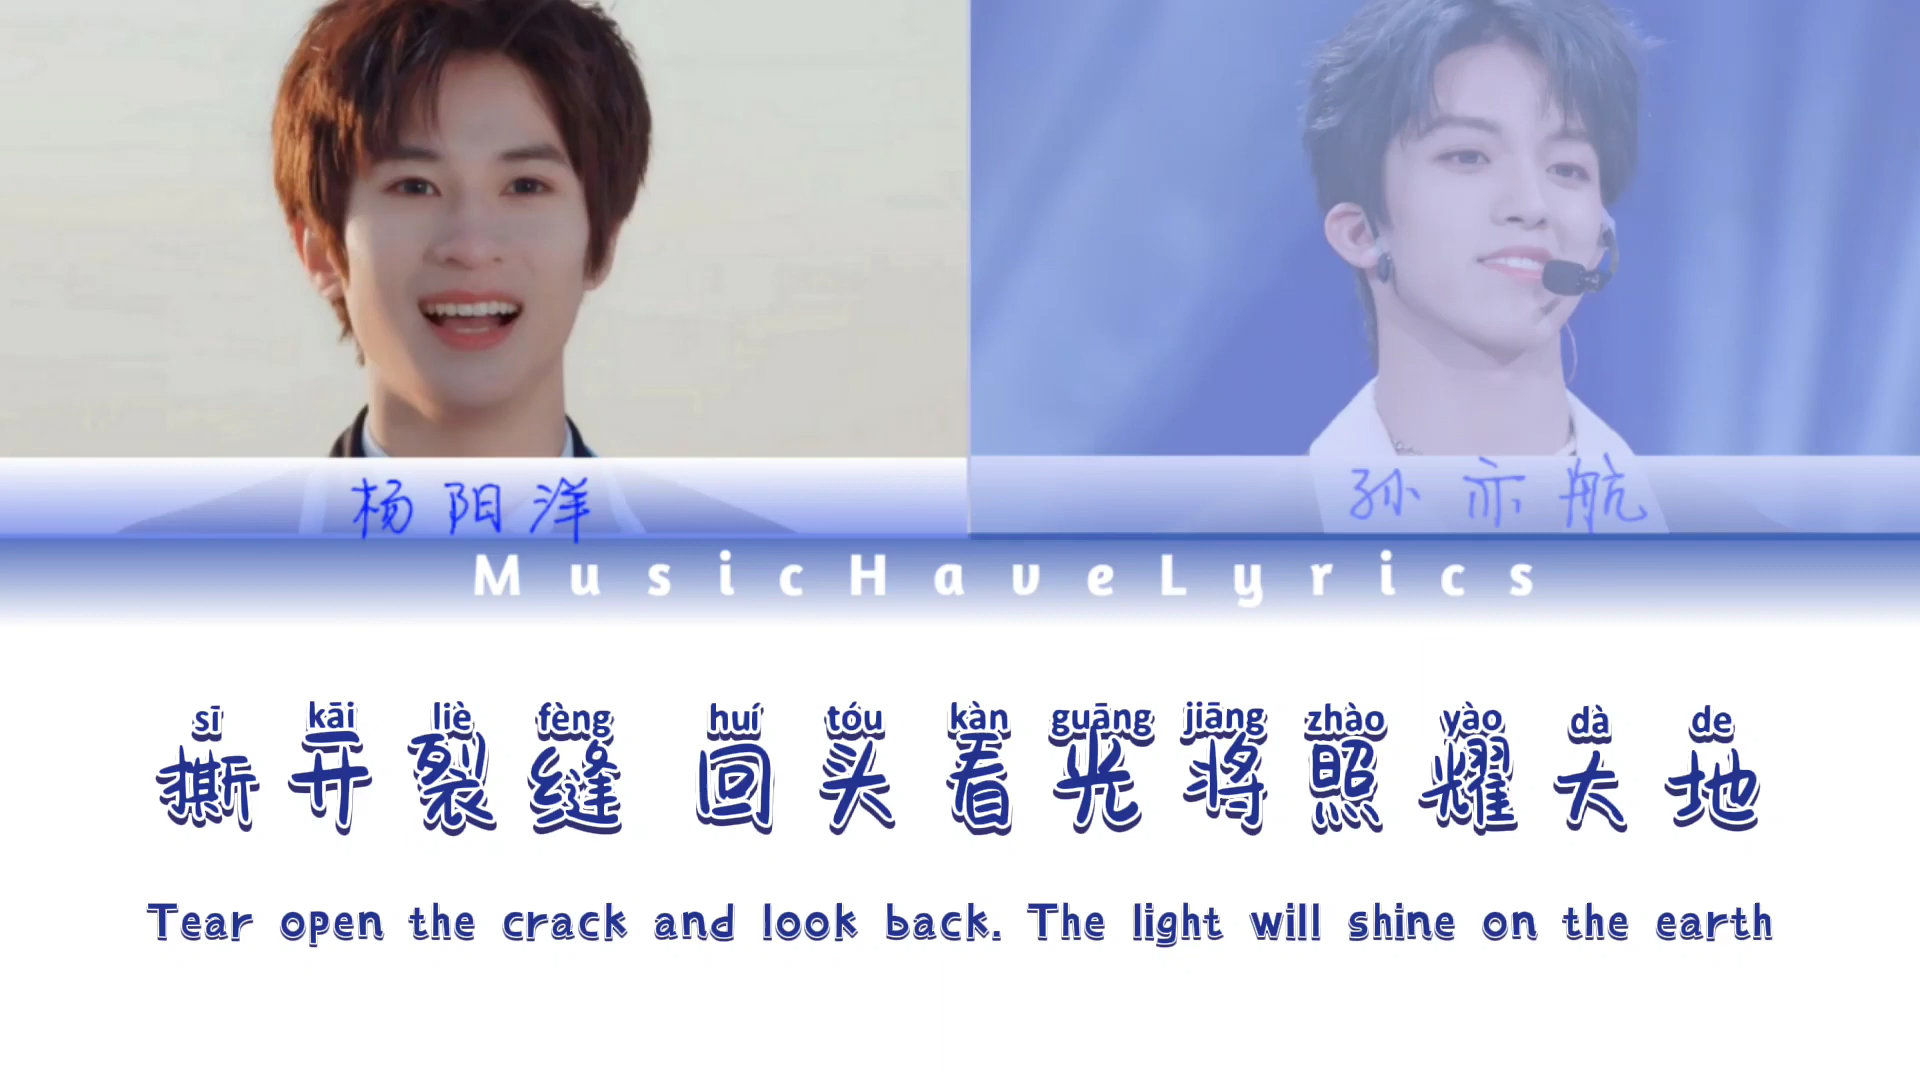 杨阳洋
孙亦航
MusicHaveLyrics
sī kāi liè fèng huí tóu kàn guāng jiāng zhào yào dà de
撕开裂缝 回头看光将照耀大地
Tear open the crack and look back. The light will shine on the earth